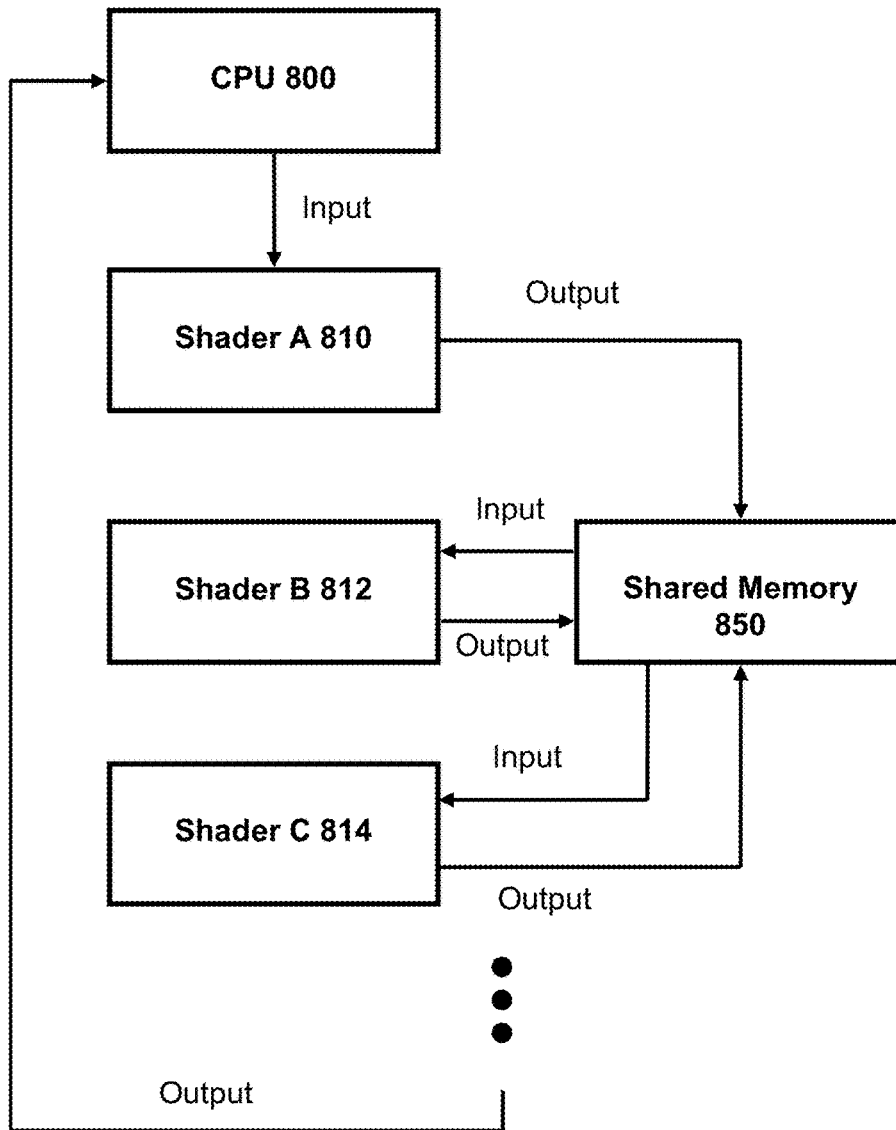 CPU 800
Input
Output
Shader A 810
Input
Shader B 812
Shared Memory
850
Output
Input
Shader C 814
Output
Output